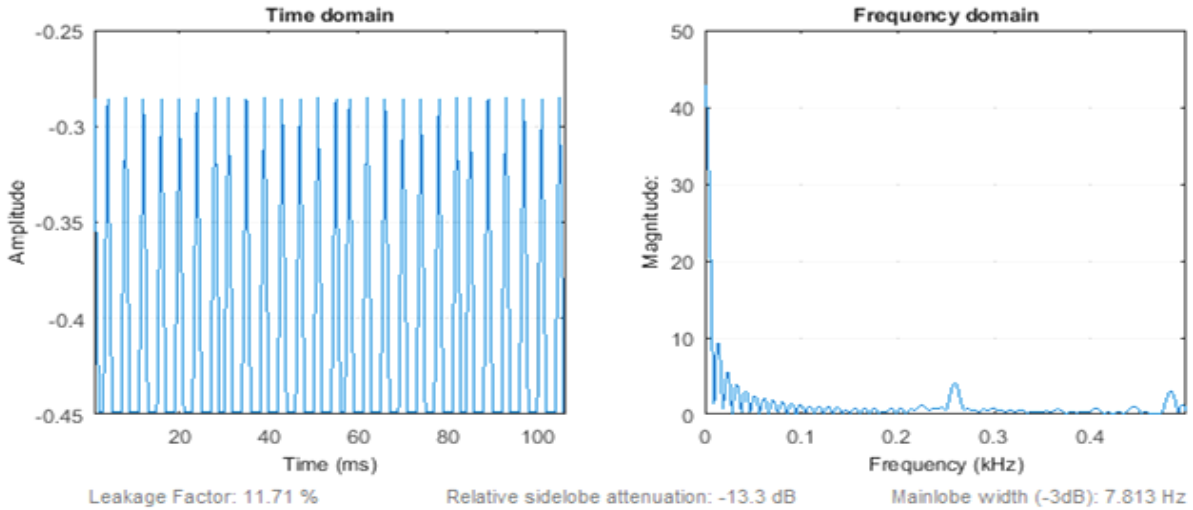 Time domain
Frequency domain
-0.25
-0.3
-0.35
-0.4
-0.45
Amplitude
20
40
60
80
100
Time (ms)
50
40
30
20
10
0
Magnitude:
0
0.1
0.2
0.3
0.4
Frequency (kHz)
Leakage Factor: 11.71 %
Relative sidelobe attenuation: -13.3 dB
Mainlobe width (-3dB): 7.813 Hz